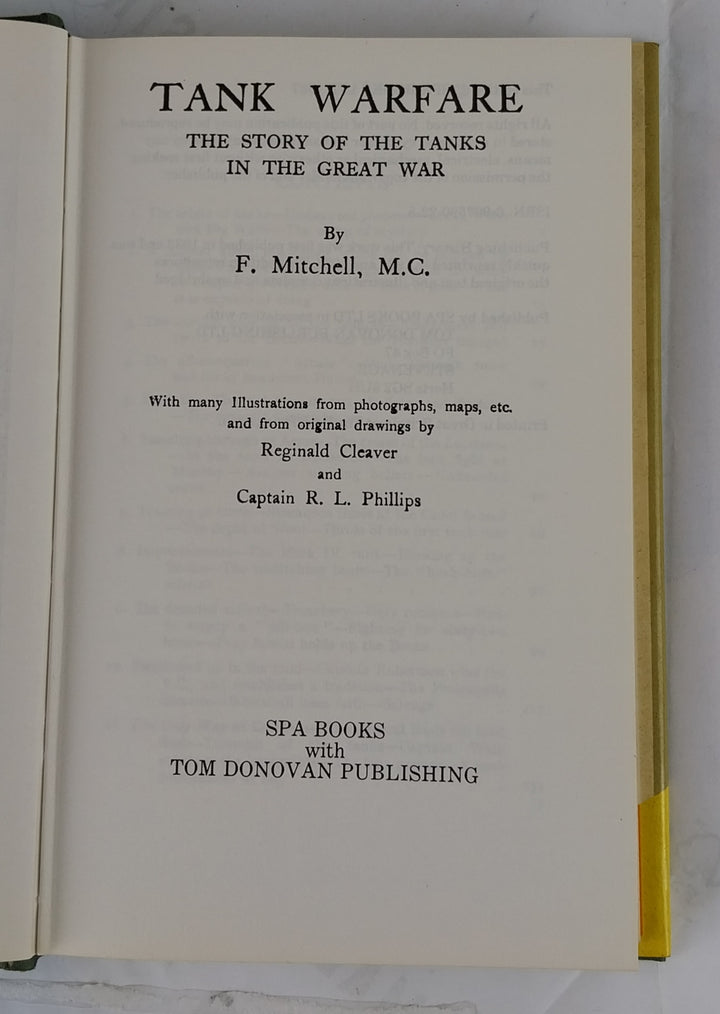 TANK WARFARE
THE STORY OF THE TANKS
IN THE GREAT WAR
By
F. Mitchell, M.C.
With many Illustrations from photographs, maps, etc.
and from original drawings by
Reginald Cleaver
and
Captain R. L. Phillips
SPA BOOKS
with
TOM DONOVAN PUBLISHING